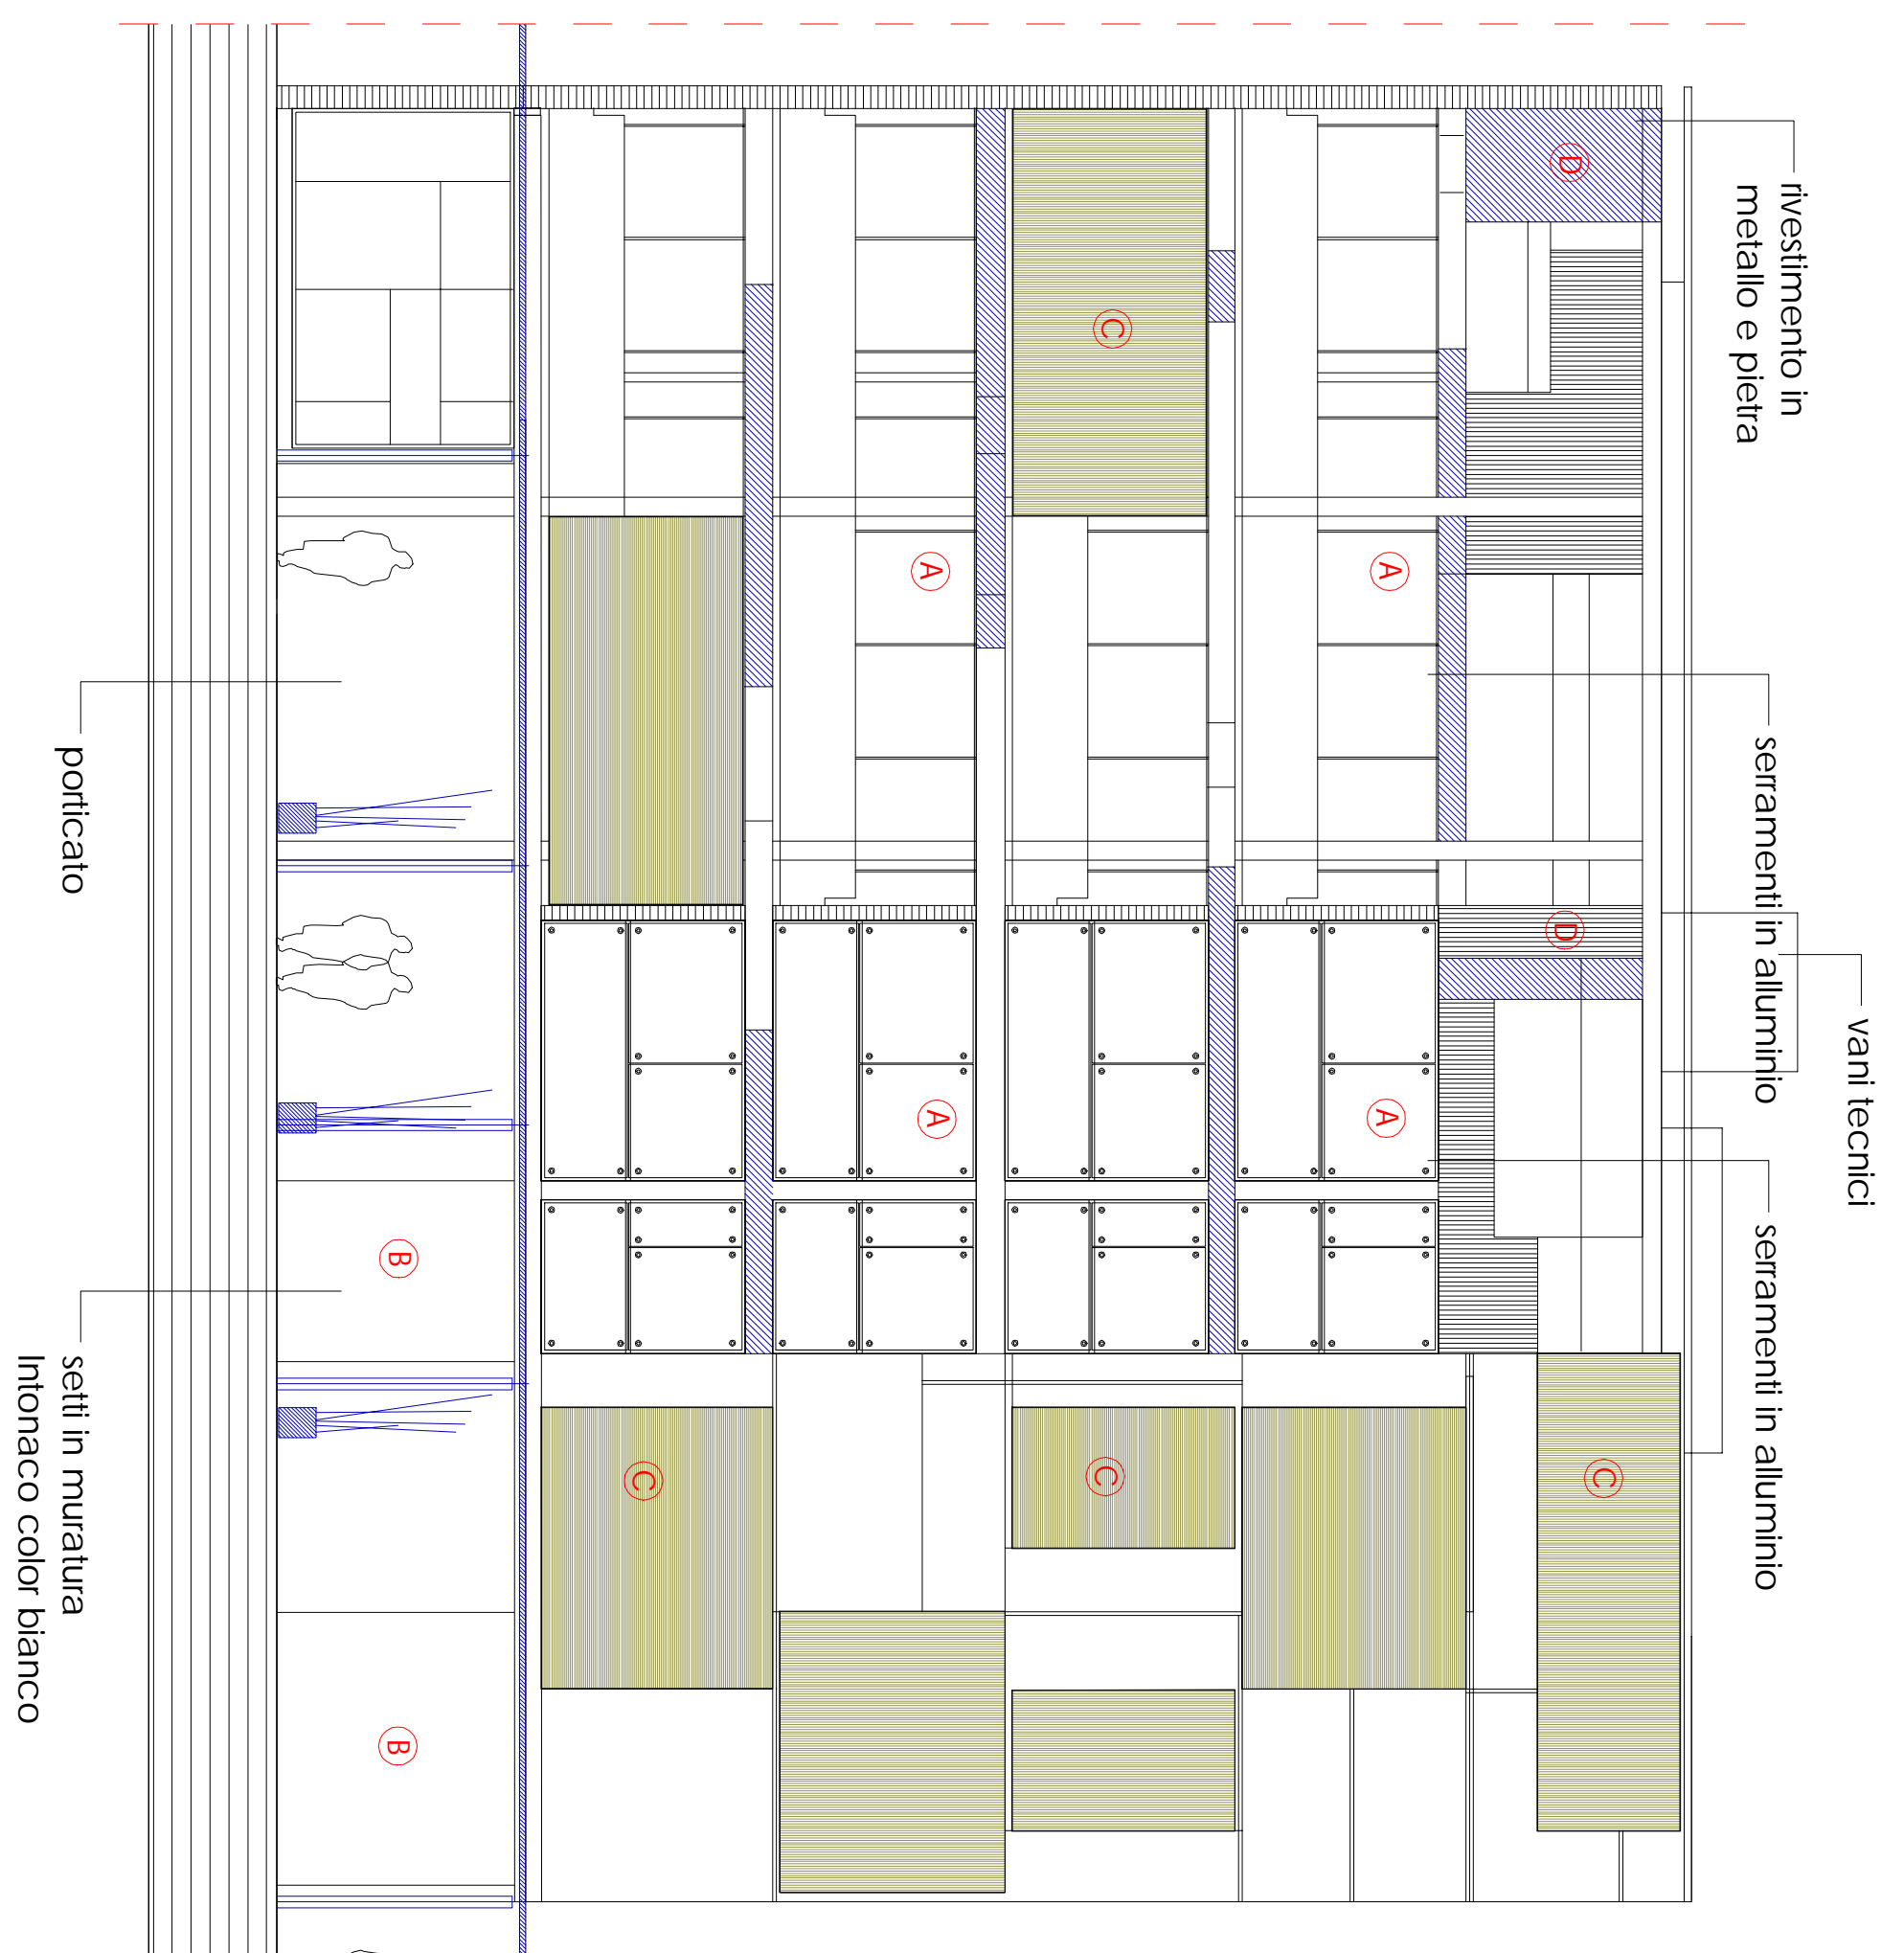 vani tecnici
rivestimento in
metallo e pietra
serramenti in alluminio
serramenti in alluminio
D
D
C
A
A
A
A
C
C
C
C
B
B
porticato
setti in muratura
Intonaco color bianco